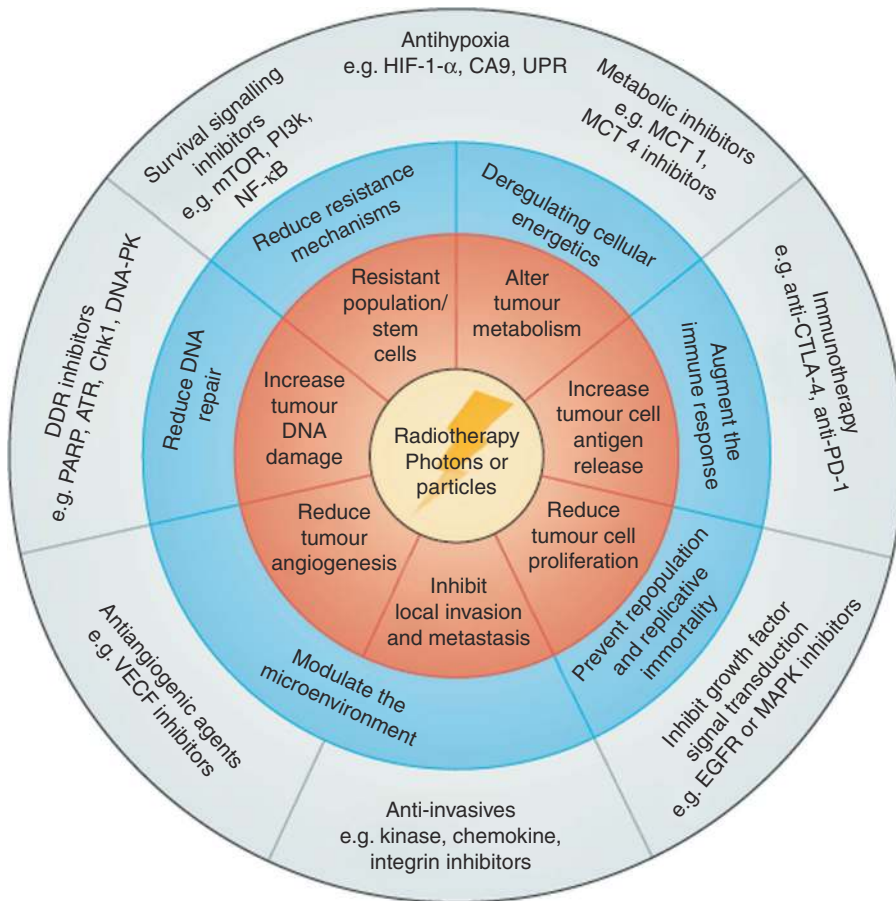 Antihypoxia
e.g. HIF-1-α, CA9, UPR
Metabolic inhibitors
e.g. MCT 1,
MCT 4 inhibitors
Immunotherapy
e.g. anti-CTLA-4, anti-PD-1
Inhibit growth factor
signal transduction
e.g. EGFR or MAPK inhibitors
Anti-invasives
e.g. kinase, chemokine,
integrin inhibitors
Antiangiogenic agents
e.g. VECF inhibitors
DDR inhibitors
e.g. PARP, ATR, Chk1, DNA-PK
Survival signalling
inhibitors
e.g. mTOR, PI3k,
NF-κB
Reduce resistance
mechanisms
Deregulating cellular
energetics
Augment the
immune response
Prevent repopulation
and replicative
immortality
Modulate the
microenvironment
Reduce DNA
repair
Resistant
population/
stem
cells
Alter
tumour
metabolism
Increase
tumour cell
antigen
release
Reduce
tumour cell
proliferation
Inhibit
local invasion
and metastasis
Reduce
tumour
angiogenesis
Increase
tumour
DNA
damage
Radiotherapy
Photons or
particles